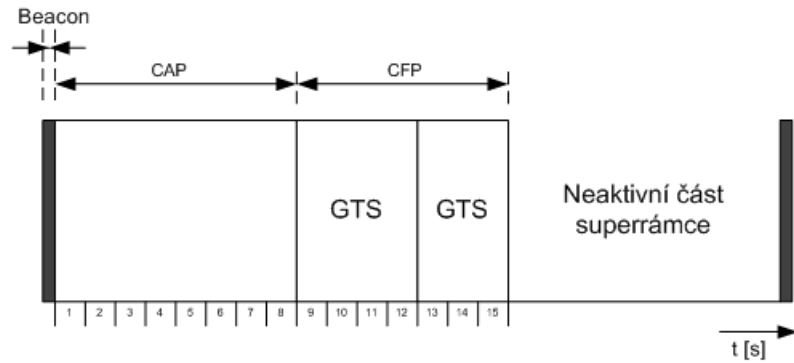 Beacon
CAP
CFP
GTS
GTS
Neaktivní část
superrámce
1 2 3 4 5 6 7 8 9 10 11 12 13 14 15
t [s]